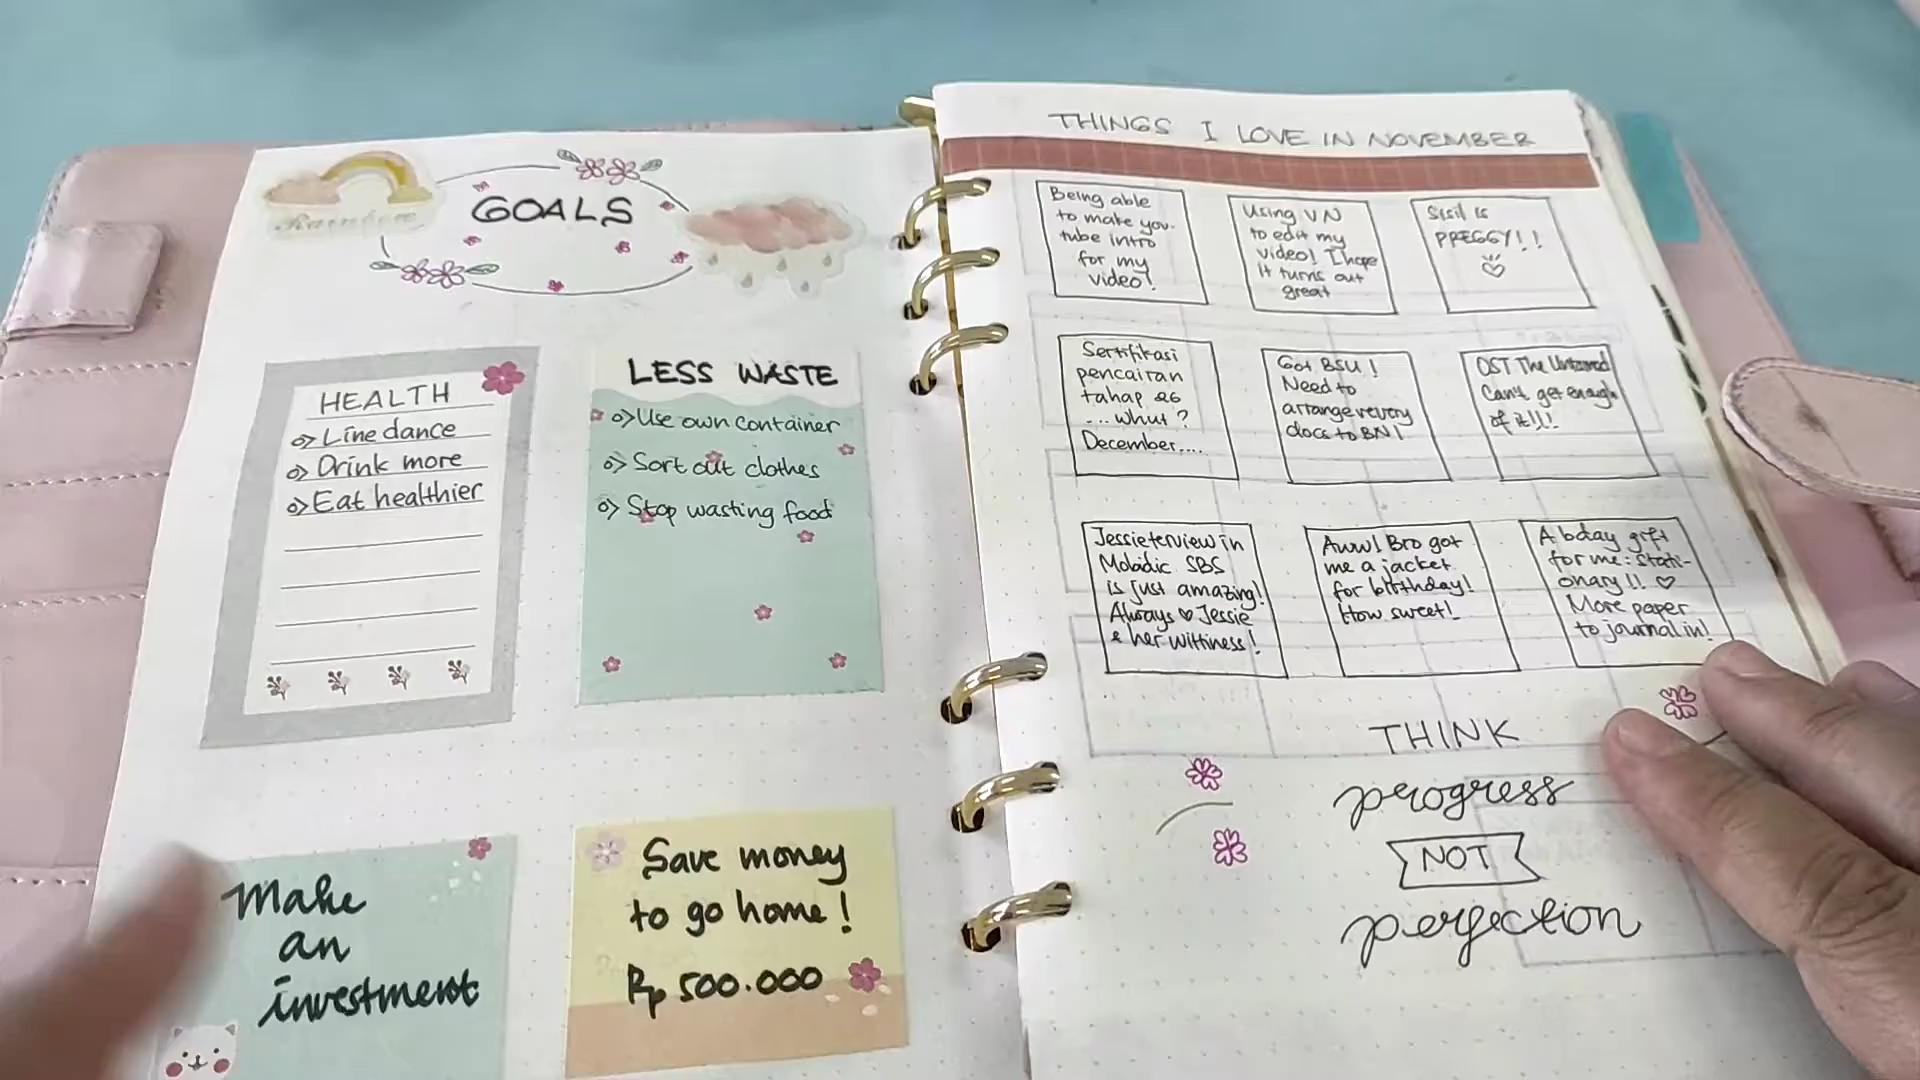 Rainbow
GOALS
HEALTH
Line dance
Drink more
Eat healthier
LESS WASTE
Use own container
Sort out clothes
Stop wasting food
Make
an
investment
Save money
to go home!
Rp 500.000
THINGS I LOVE IN NOVEMBER
Being able
to make you-
tube intro
for my
video!
Using VN
to edit my
video! I hope
it turns out
great
Sisil is
PREGGY!!
Sertifikasi
pencairan
tahap 26
... whut?
December....
Got BSU!
Need to
arrange
docs to BNI
OST The Untamed
Can't get enough
of it!!!
Jessieterview in
Mobidic SBS
is just amazing!
Always ♡ Jessie
& her wittiness!
Aww! Bro got
me a jacket
for birthday!
How sweet!
A bday gift
for me: stati-
onary!! ♡
More paper
to journal in!
THINK
progress
NOT
perfection